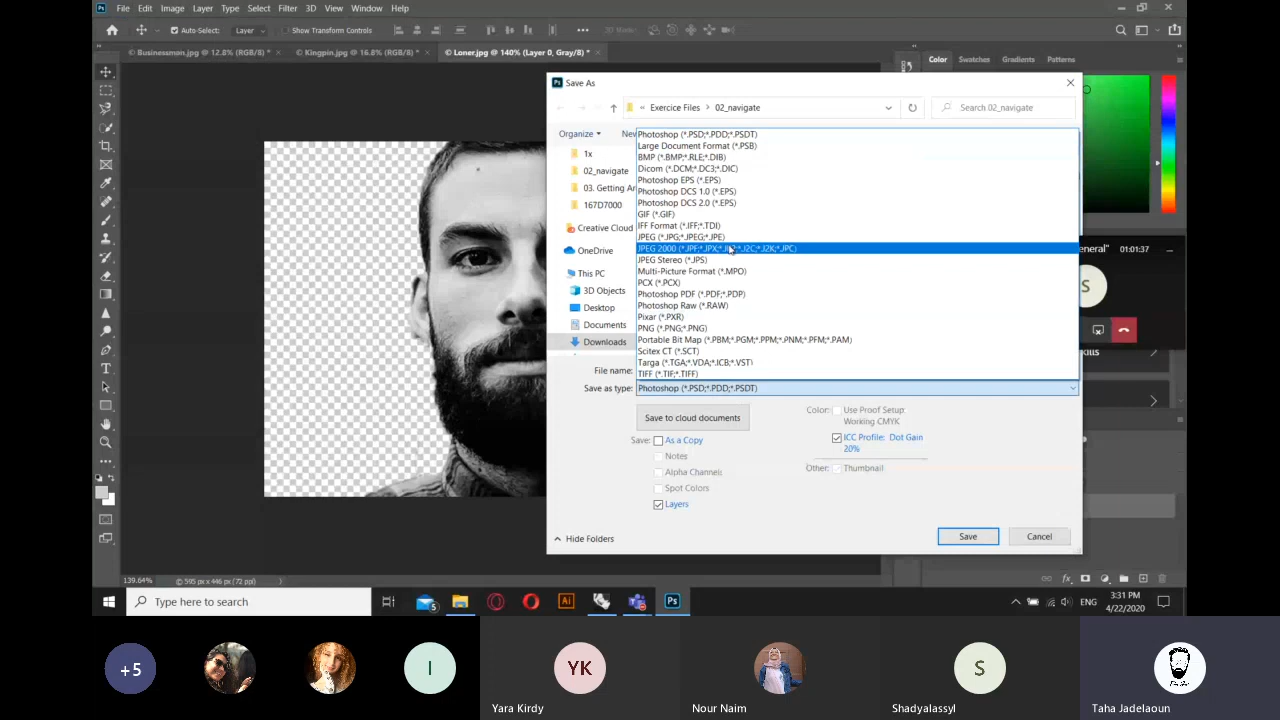 File Edit Image Layer Type Select Filter 3D View Window Help
Auto-Select: Layer Show Transform Controls
Businessman.jpg @ 12.8% (RGB/8) *
Kingpin.jpg @ 16.8% (RGB/8) *
Loner.jpg @ 140% (Layer 0, Gray/8) *
Color Swatches Gradients Patterns
Save As
Exercice Files
02_navigate
Search 02_navigate
Organize
1x
02_navigate
03. Getting
167D7000
Creative Cloud
OneDrive
This PC
3D Objects
Desktop
Documents
Downloads
Photoshop (*.PSD;*.PDD;*.PSDT)
Large Document Format (*.PSB)
BMP (*.BMP;*.RLE;*.DIB)
Dicom (*.DCM;*.DC3;*.DIC)
Photoshop EPS (*.EPS)
Photoshop DCS 1.0 (*.EPS)
Photoshop DCS 2.0 (*.EPS)
GIF (*.GIF)
IFF Format (*.IFF;*.TDI)
JPEG (*.JPG;*.JPEG;*.JPE)
JPEG 2000
JPEG Stereo (*.JPS)
Multi-Picture Format (*.MPO)
PCX (*.PCX)
Photoshop PDF (*.PDF;*.PDP)
Photoshop Raw (*.RAW)
Pixar (*.PXR)
PNG (*.PNG;*.PNG)
Portable Bit Map (*.PBM;*.PGM;*.PPM;*.PNM;*.PFM;*.PAM)
Scitex CT (*.SCT)
Targa (*.TGA;*.VDA;*.ICB;*.VST)
TIFF (*.TIF;*.TIFF)
File name:
Save as type: Photoshop (*.PSD;*.PDD;*.PSDT)
Save to cloud documents
Save: As a Copy
Notes
Alpha Channels
Spot Colors
Layers
Color: Use Proof Setup:
Working CMYK
ICC Profile: Dot Gain
20%
Other: Thumbnail
Hide Folders
Save
Cancel
01:01:37
S
139.64%
595 px x 446 px (72 ppi)
Type here to search
5
Ai
Ps
ENG
3:31 PM
4/22/2020
+5
I
YK
S
Yara Kirdy
Nour Naim
Shadyalassyl
Taha Jadelaoun